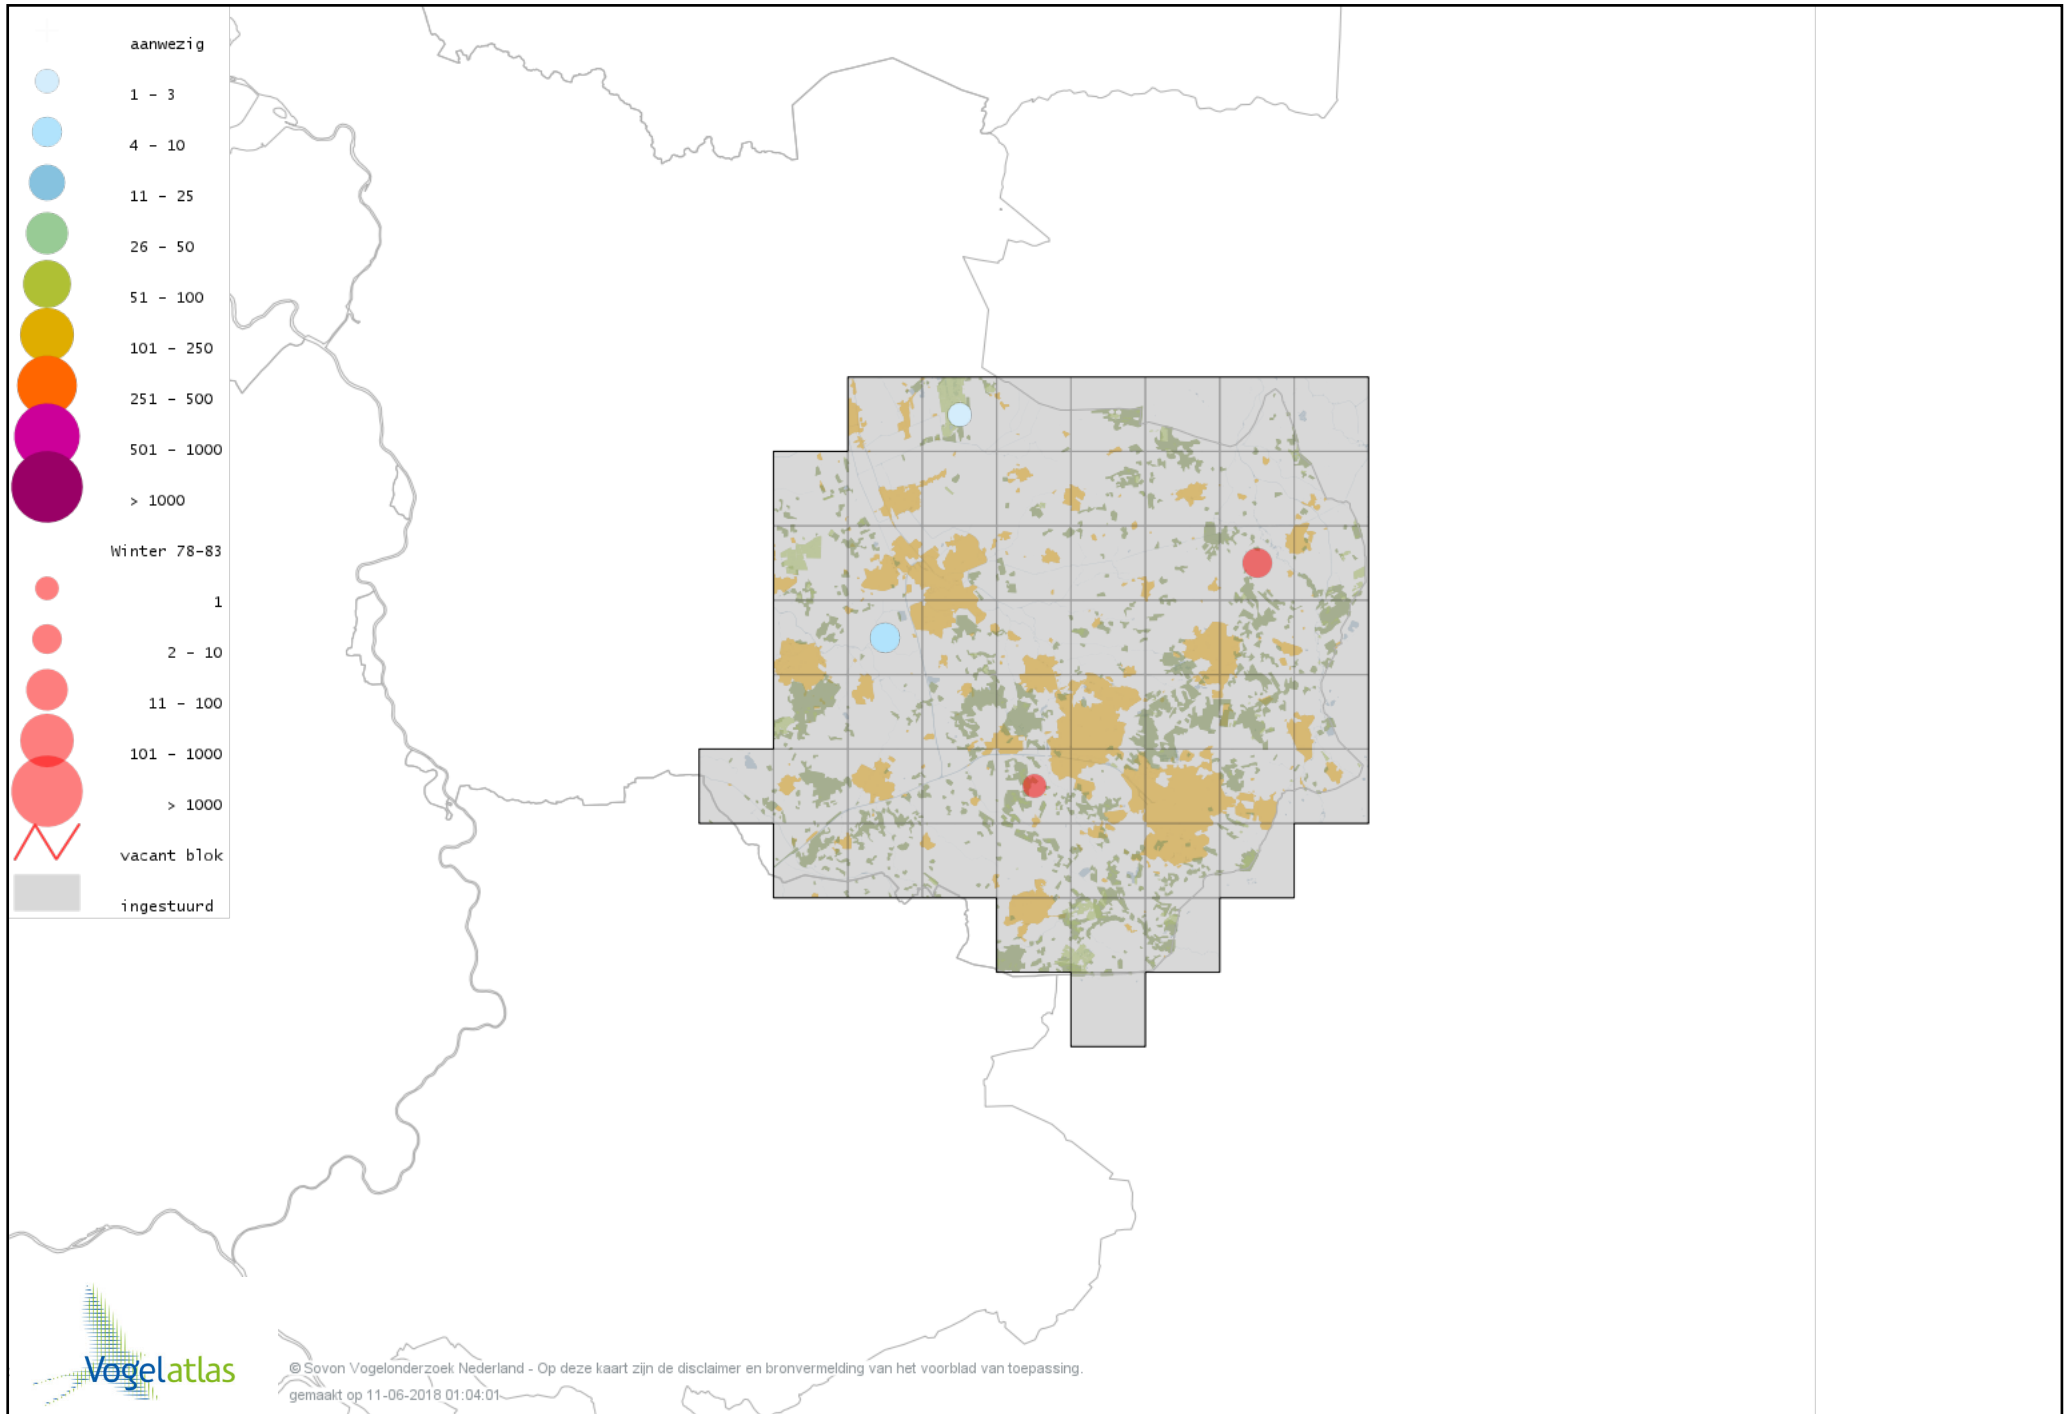 aanwezig
1 - 3
4 - 10
11 - 25
26 - 50
51 - 100
101 - 250
251 - 500
501 - 1000
> 1000
Winter 78-83
1
2 - 10
11 - 100
101 - 1000
> 1000
vacant blok
ingestuurd
Vogelatlas
© Sovon Vogelonderzoek Nederland - Op deze kaart zijn de disclaimer en bronvermelding van het voorblad van toepassing.
gemaakt op 11-06-2018 01:04:01